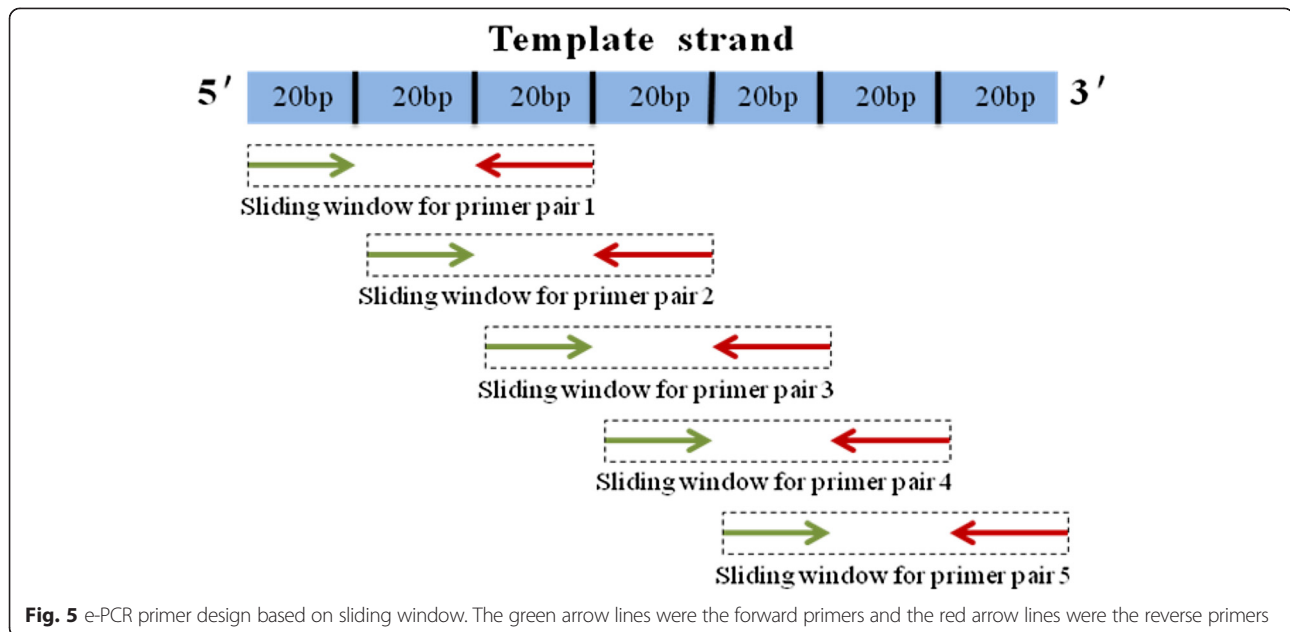 Template strand
5′ 20bp 20bp 20bp 20bp 20bp 20bp 20bp 3′
Sliding window for primer pair 1
Sliding window for primer pair 2
Sliding window for primer pair 3
Sliding window for primer pair 4
Sliding window for primer pair 5
Fig. 5 e-PCR primer design based on sliding window. The green arrow lines were the forward primers and the red arrow lines were the reverse primers